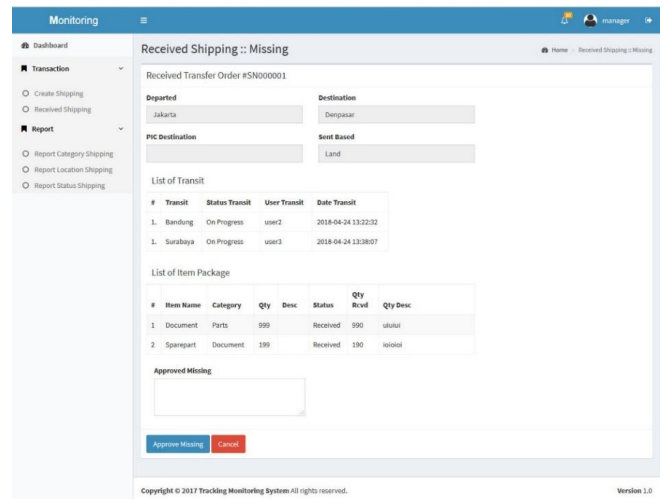 Monitoring
manager
Dashboard
Transaction
Create Shipping
Received Shipping
Report
Report Category Shipping
Report Location Shipping
Report Status Shipping
Received Shipping :: Missing
Home
Received Shipping :: Missing
Received Transfer Order #SN000001
Departed Destination
Jakarta Denpasar
PIC Destination Sent Based
Land
List of Transit
# Transit Status Transit User Transit Date Transit
1. Bandung On Progress user2 2018-04-24 13:22:32
1. Surabaya On Progress user3 2018-04-24 13:38:07
List of Item Package
# Item Name Category Qty Desc Status Qty Rcvd Qty Desc
1 Document Parts 999 Received 990 uiuiui
2 Sparepart Document 199 Received 190 ioioioi
Approved Missing
Approve Missing Cancel
Copyright © 2017 Tracking Monitoring System All rights reserved. Version 1.0